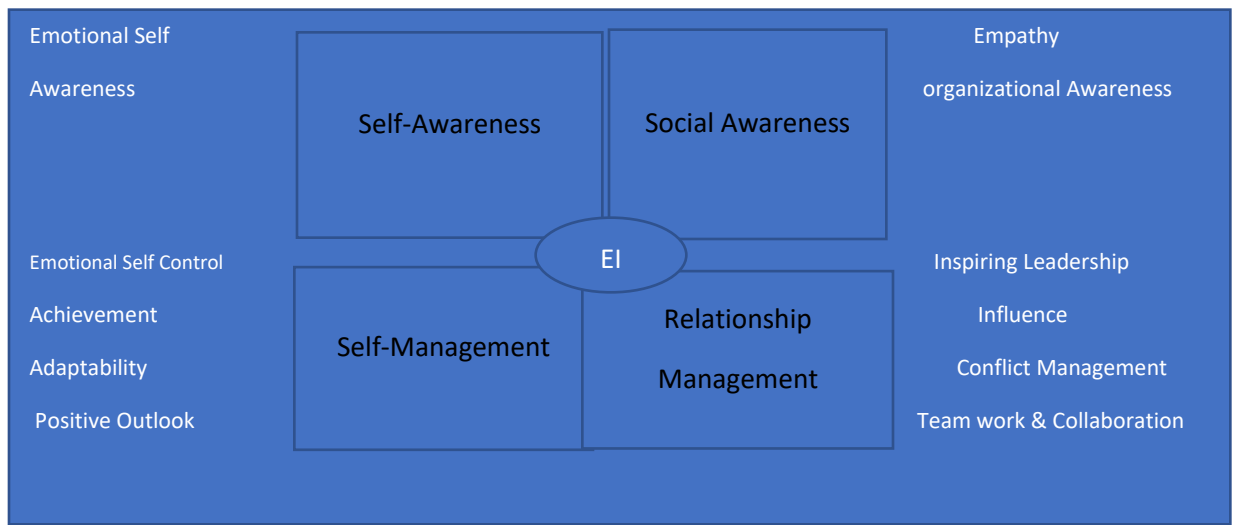 Emotional Self
Awareness
Self-Awareness
Social Awareness
Empathy
organizational Awareness
EI
Emotional Self Control
Achievement
Adaptability
Positive Outlook
Self-Management
Relationship
Management
Inspiring Leadership
Influence
Conflict Management
Team work & Collaboration